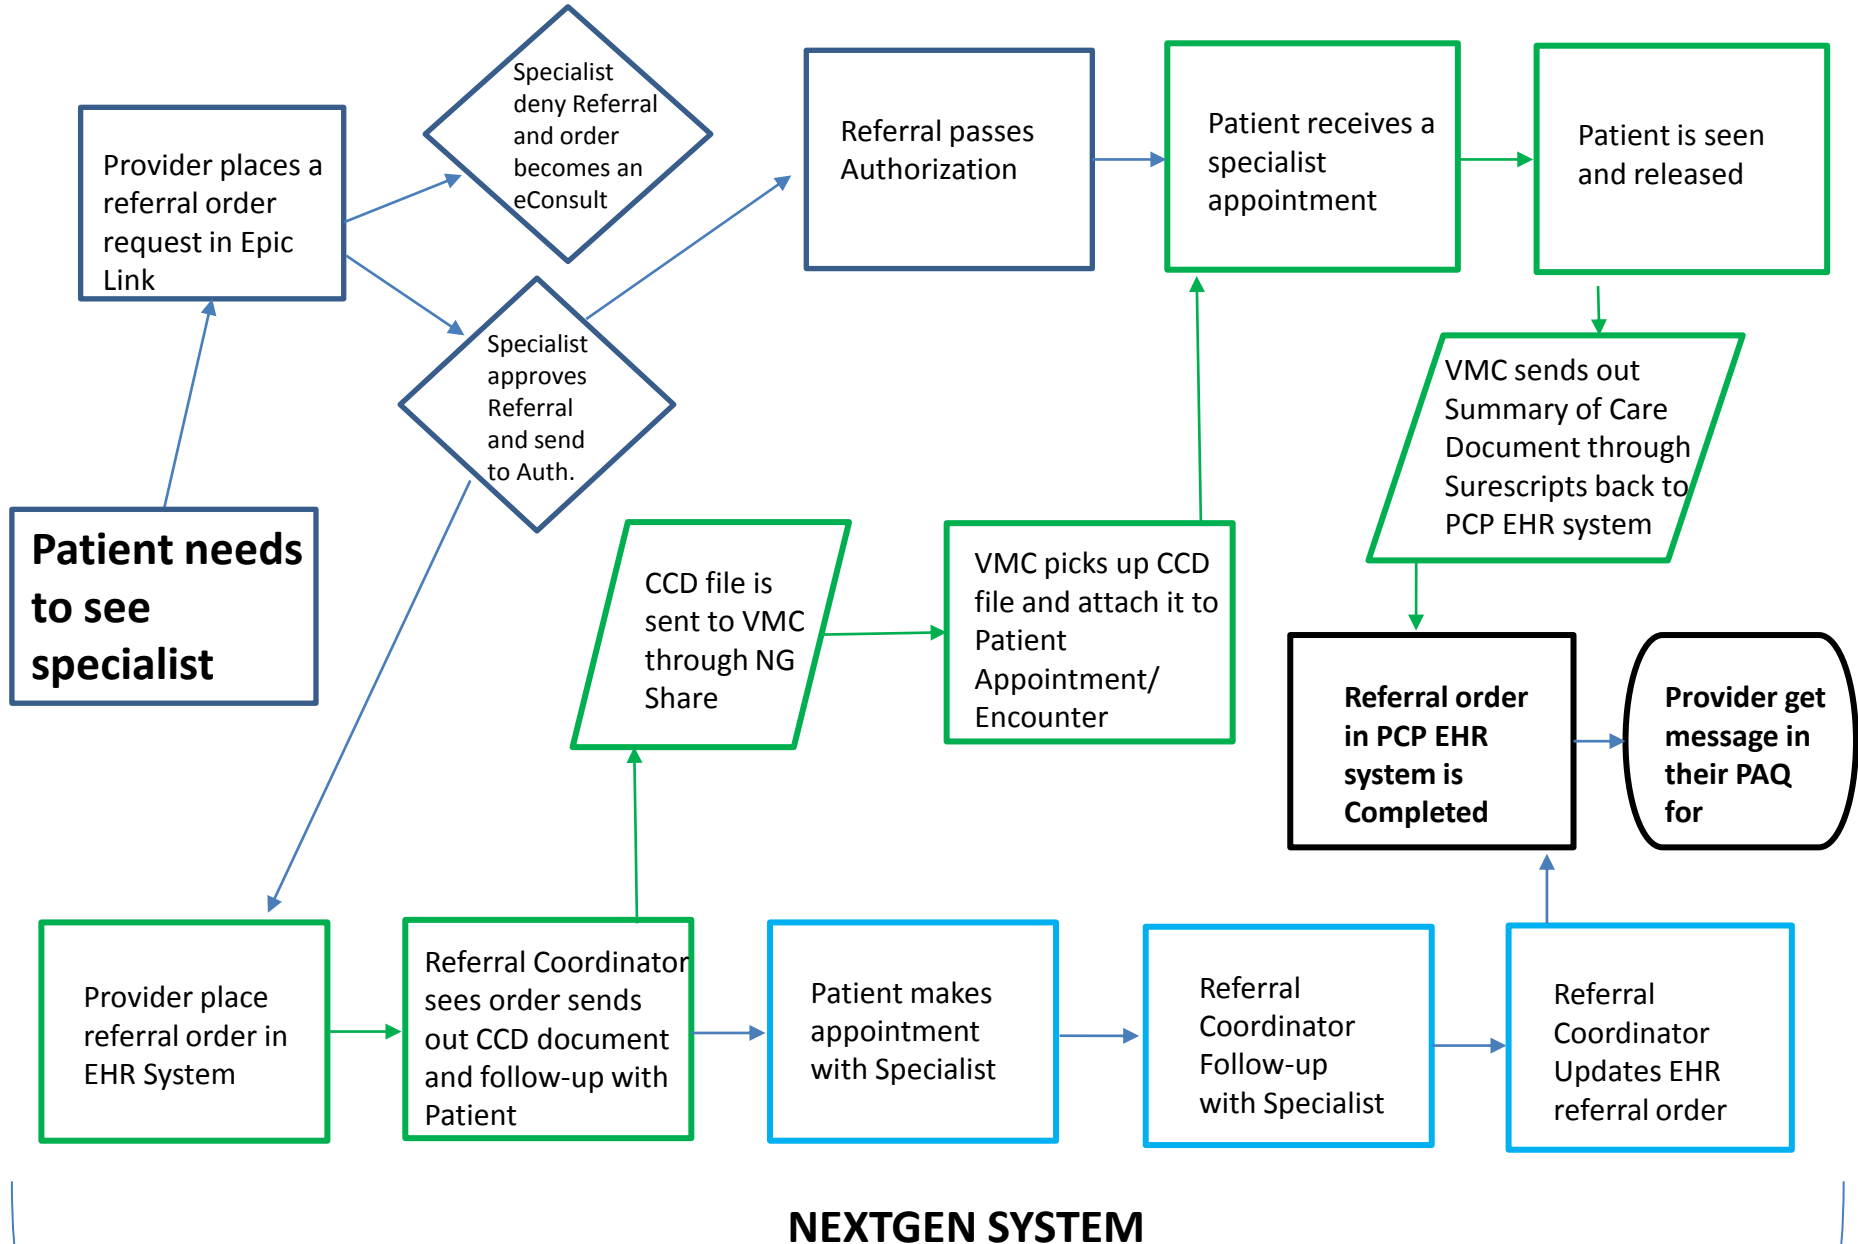 Specialist
deny Referral
and order
becomes an
eConsult
Provider places a
referral order
request in Epic
Link
Referral passes
Authorization
Patient receives a
specialist
appointment
Patient is seen
and released
Specialist
approves
Referral
and send
to Auth.
VMC sends out
Summary of Care
Document through
Surescripts back to
PCP EHR system
Patient needs
to see
specialist
CCD file is
sent to VMC
through NG
Share
VMC picks up CCD
file and attach it to
Patient
Appointment/
Encounter
Referral order
in PCP EHR
system is
Completed
Provider get
message in
their PAQ
for
Provider place
referral order in
EHR System
Referral Coordinator
sees order sends
out CCD document
and follow-up with
Patient
Patient makes
appointment
with Specialist
Referral
Coordinator
Follow-up
with Specialist
Referral
Coordinator
Updates EHR
referral order
NEXTGEN SYSTEM